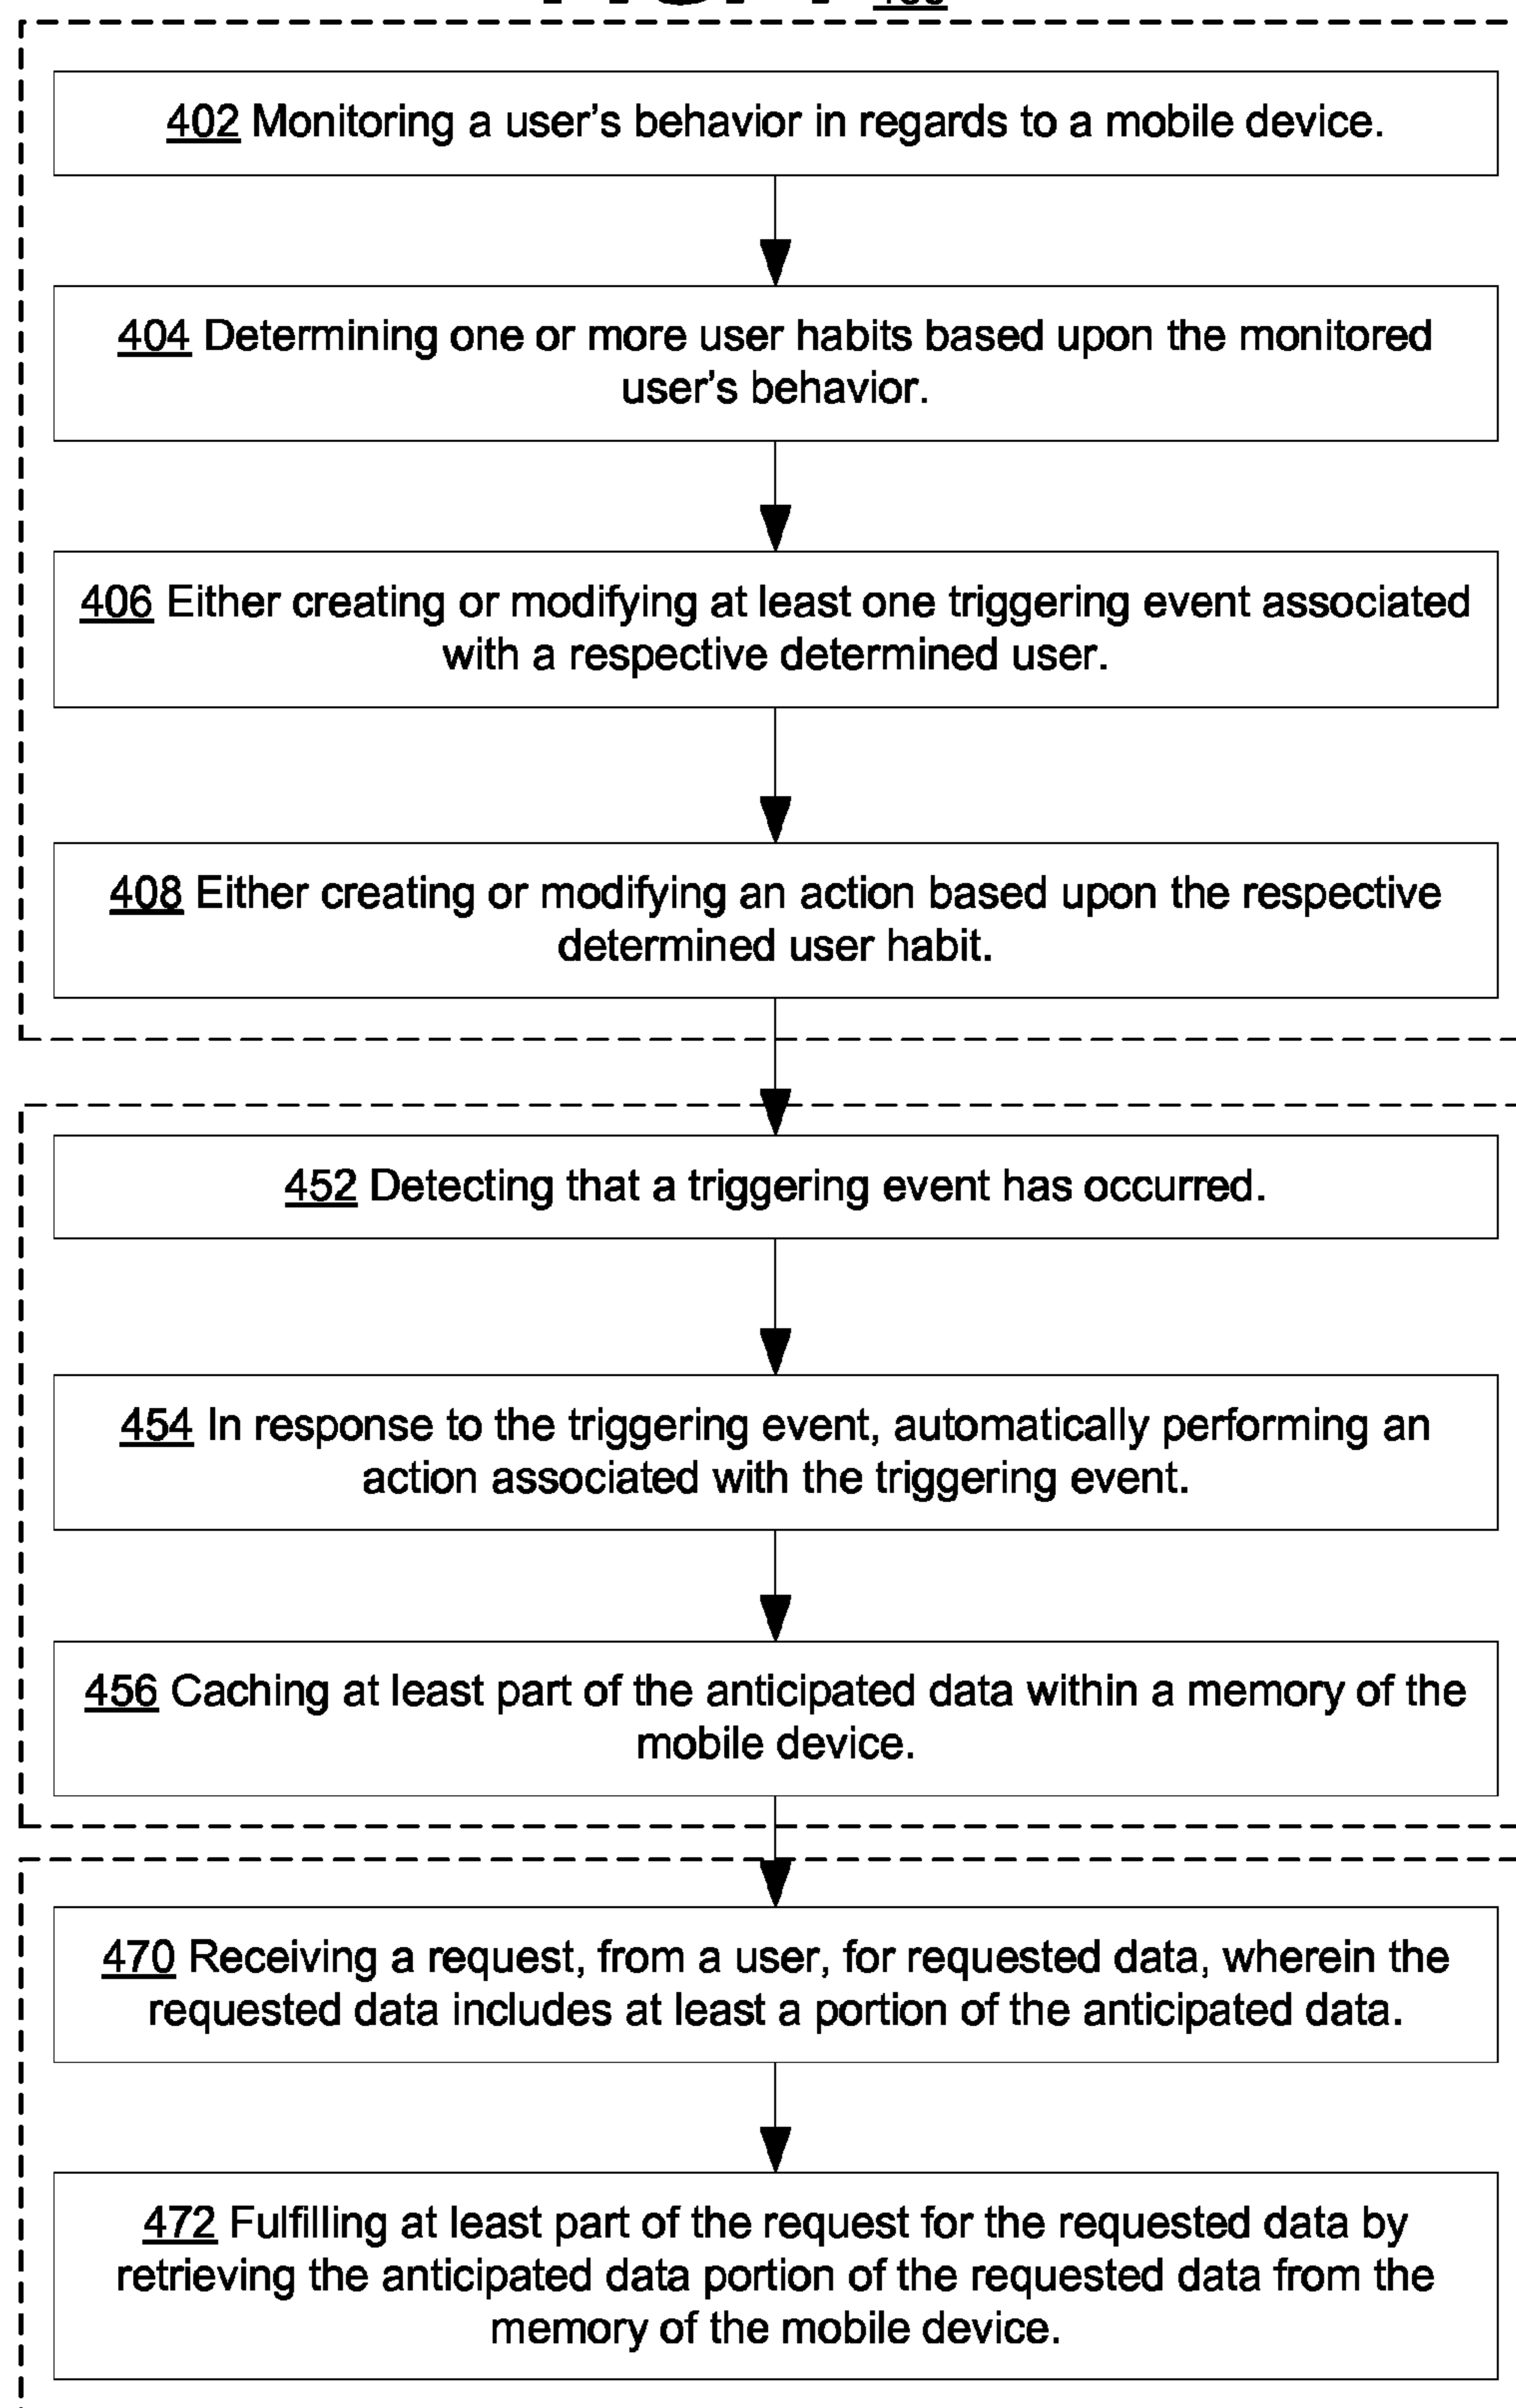 402 Monitoring a user's behavior in regards to a mobile device.
404 Determining one or more user habits based upon the monitored
user's behavior.
406 Either creating or modifying at least one triggering event associated
with a respective determined user.
408 Either creating or modifying an action based upon the respective
determined user habit.
452 Detecting that a triggering event has occurred.
454 In response to the triggering event, automatically performing an
action associated with the triggering event.
456 Caching at least part of the anticipated data within a memory of the
mobile device.
470 Receiving a request, from a user, for requested data, wherein the
requested data includes at least a portion of the anticipated data.
472 Fulfilling at least part of the request for the requested data by
retrieving the anticipated data portion of the requested data from the
memory of the mobile device.